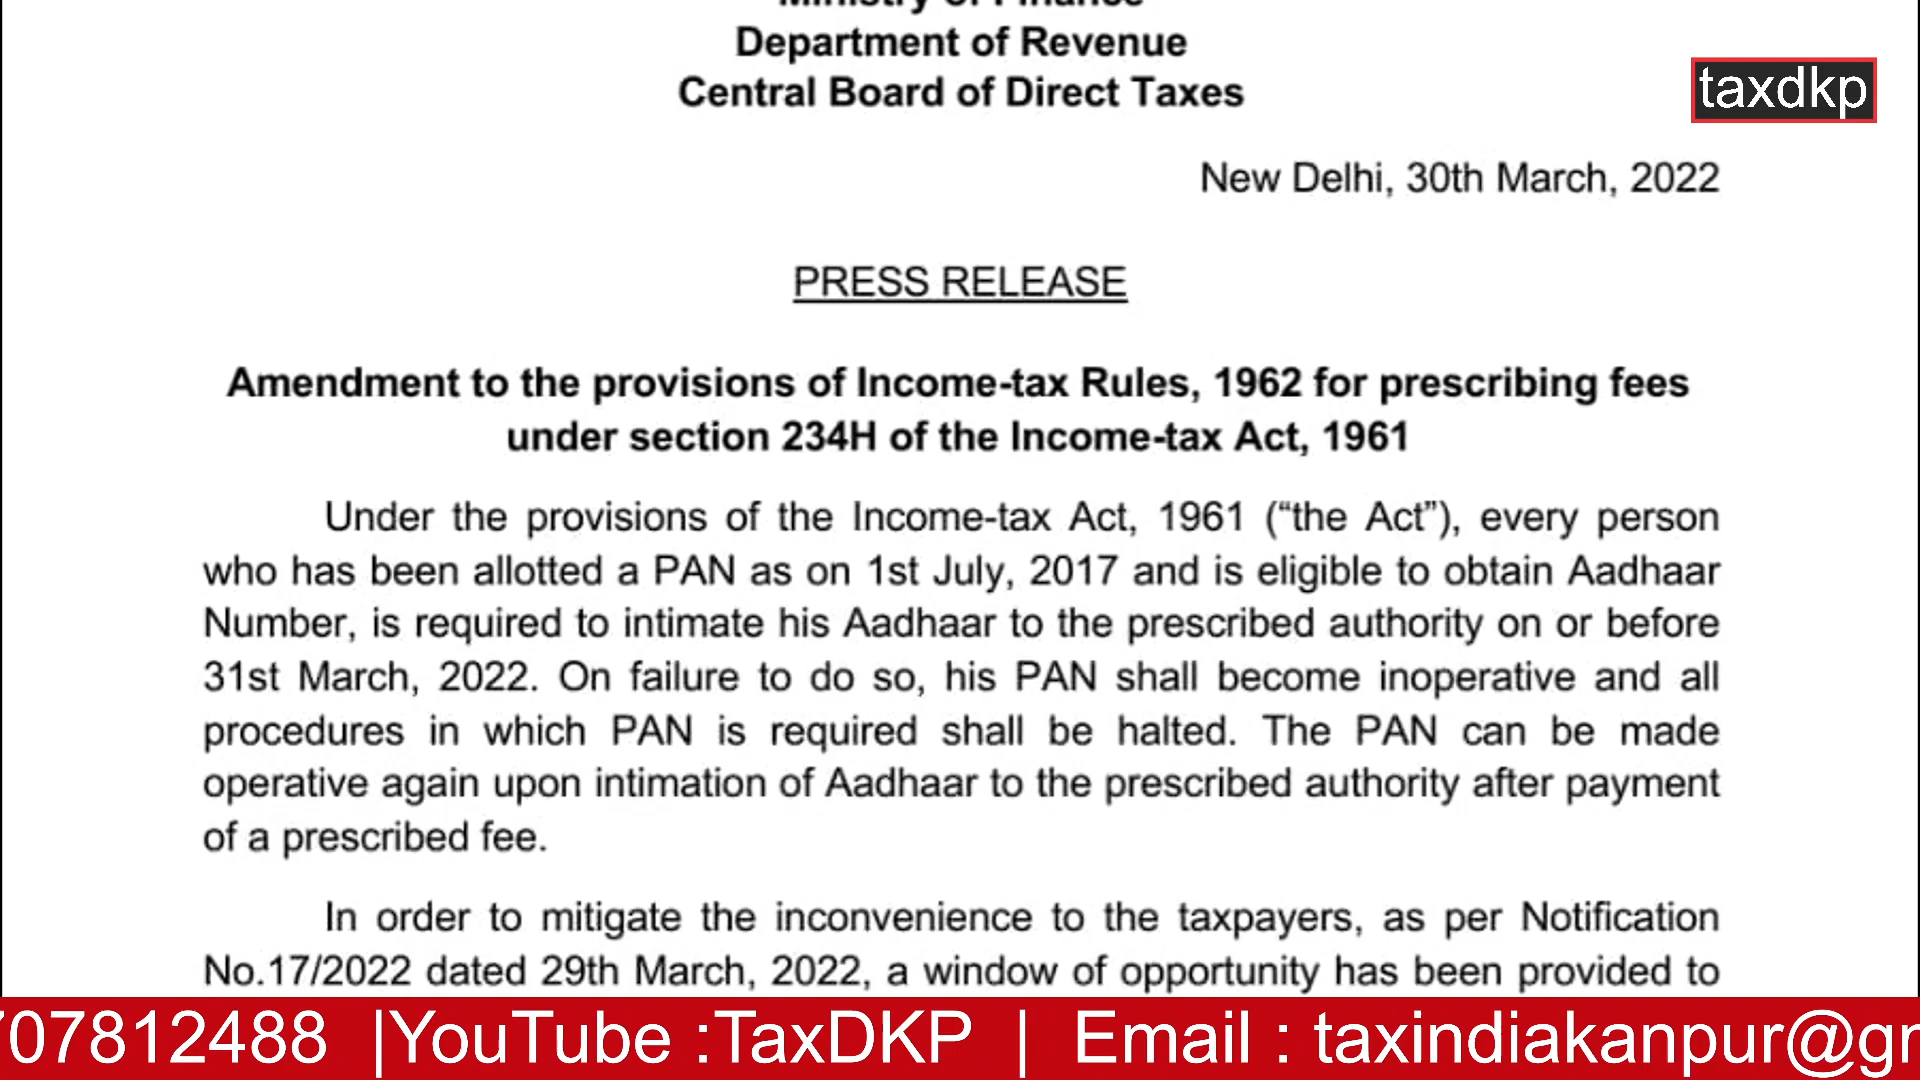 Ministry of Finance
Department of Revenue
Central Board of Direct Taxes
taxdkp
New Delhi, 30th March, 2022
PRESS RELEASE
Amendment to the provisions of Income-tax Rules, 1962 for prescribing fees
under section 234H of the Income-tax Act, 1961
Under the provisions of the Income-tax Act, 1961 (“the Act”), every person
who has been allotted a PAN as on 1st July, 2017 and is eligible to obtain Aadhaar
Number, is required to intimate his Aadhaar to the prescribed authority on or before
31st March, 2022. On failure to do so, his PAN shall become inoperative and all
procedures in which PAN is required shall be halted. The PAN can be made
operative again upon intimation of Aadhaar to the prescribed authority after payment
of a prescribed fee.
In order to mitigate the inconvenience to the taxpayers, as per Notification
No.17/2022 dated 29th March, 2022, a window of opportunity has been provided to
707812488 |YouTube :TaxDKP | Email : taxindiakanpur@gm